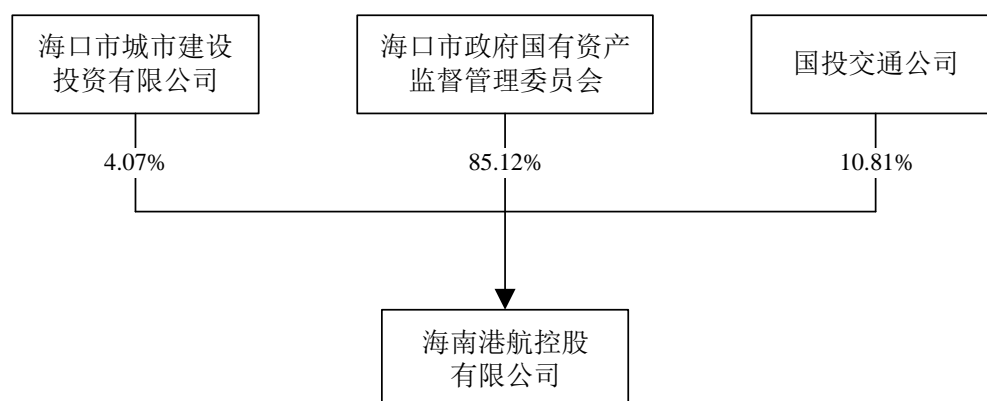 海口市城市建设
投资有限公司
海口市政府国有资产
监督管理委员会
国投交通公司
4.07%
85.12%
10.81%
海南港航控股
有限公司